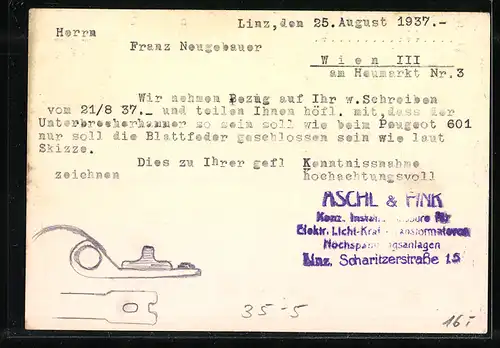 Linz, den 25. August 1937.-
Herrn
Franz Neugebauer
Wien III
am Heumarkt Nr.3
Wir nehmen Bezug auf Ihr w.Schreiben
vom 21/8 37._ und teilen Ihnen höfl. mit,dass der
Unterbrecherhammer so sein soll wie beim Peugeot 601
nur soll die Blattfeder geschlossen sein wie laut
Skizze.
Dies zu Ihrer gefl Kenntnissnahme
zeichnen Hochachtungsvoll
ASCHL & FINK
Konz. für
Elektr. Licht-
Hochspannungsanlagen
Linz, Scharitzerstraße 15
35-5
16.-